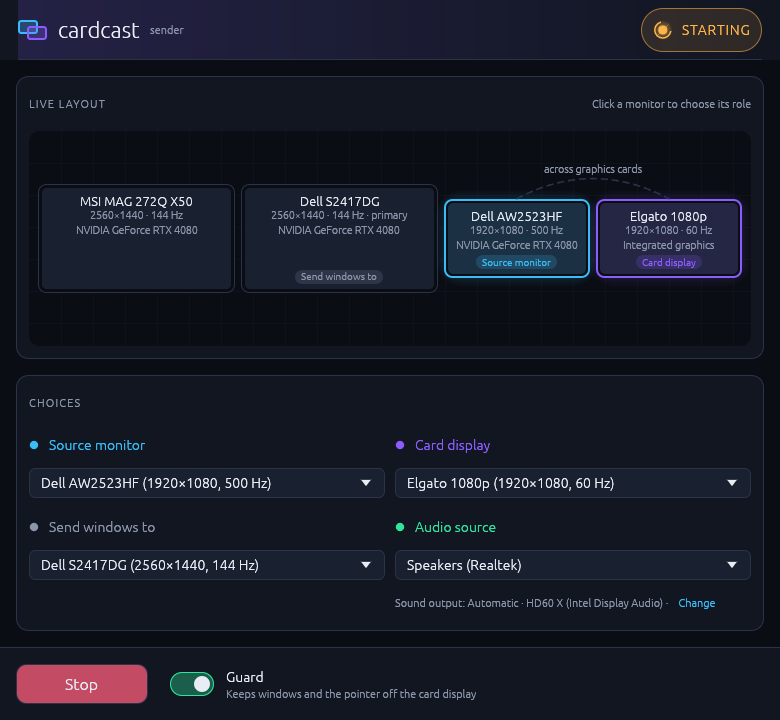 cardcast sender
STARTING
LIVE LAYOUT
Click a monitor to choose its role
across graphics cards
MSI MAG 272Q X50
2560×1440 · 144 Hz
NVIDIA GeForce RTX 4080
Dell S2417DG
2560×1440 · 144 Hz · primary
NVIDIA GeForce RTX 4080
Send windows to
Dell AW2523HF
1920×1080 · 500 Hz
NVIDIA GeForce RTX 4080
Source monitor
Elgato 1080p
1920×1080 · 60 Hz
Integrated graphics
Card display
CHOICES
Source monitor
Dell AW2523HF (1920×1080, 500 Hz)
Card display
Elgato 1080p (1920×1080, 60 Hz)
Send windows to
Dell S2417DG (2560×1440, 144 Hz)
Audio source
Speakers (Realtek)
Sound output: Automatic · HD60 X (Intel Display Audio) · Change
Stop
Guard
Keeps windows and the pointer off the card display